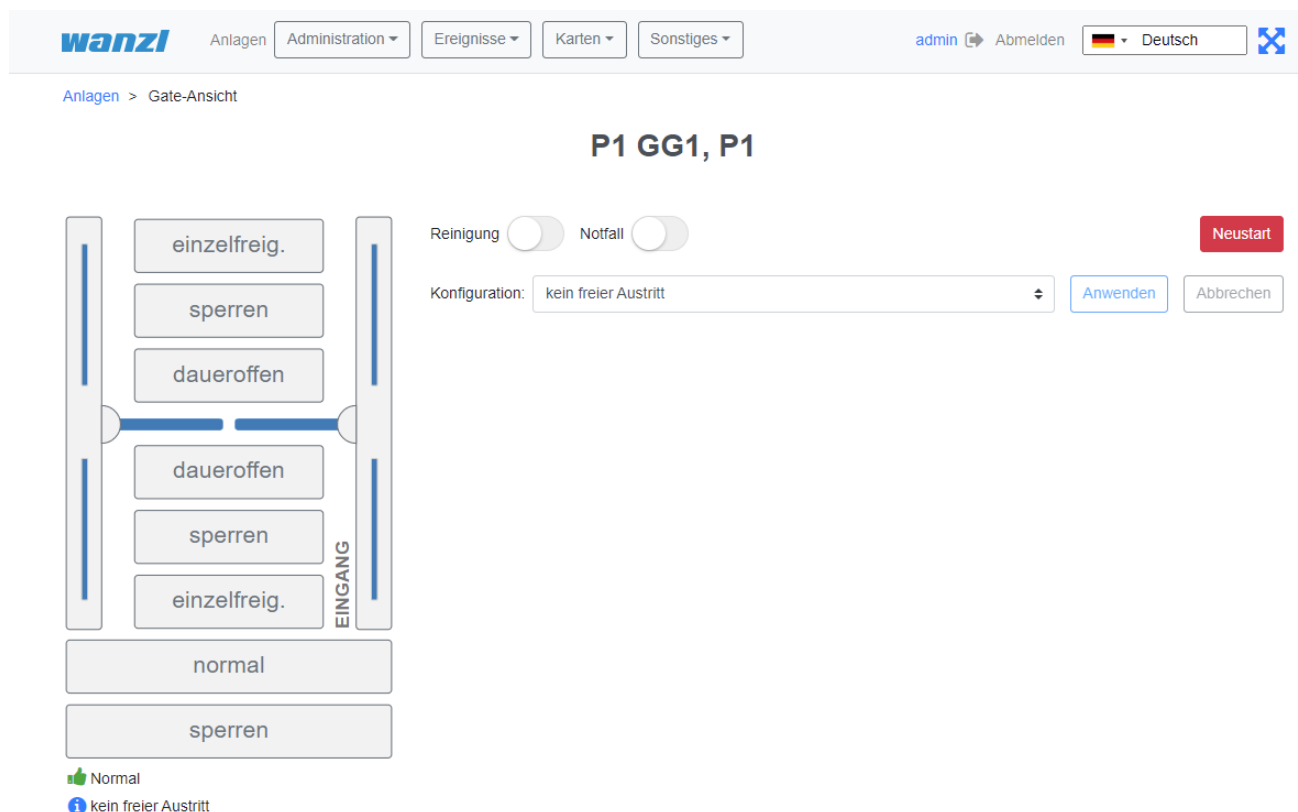 wanzl Anlagen Administration Ereignisse Karten Sonstiges admin Abmelden Deutsch
Anlagen > Gate-Ansicht
P1 GG1, P1
Reinigung Notfall Neustart
Konfiguration: kein freier Austritt Anwenden Abbrechen
einzelfreig.
sperren
daueroffen
daueroffen
sperren
einzelfreig.
EINGANG
normal
sperren
Normal
kein freier Austritt